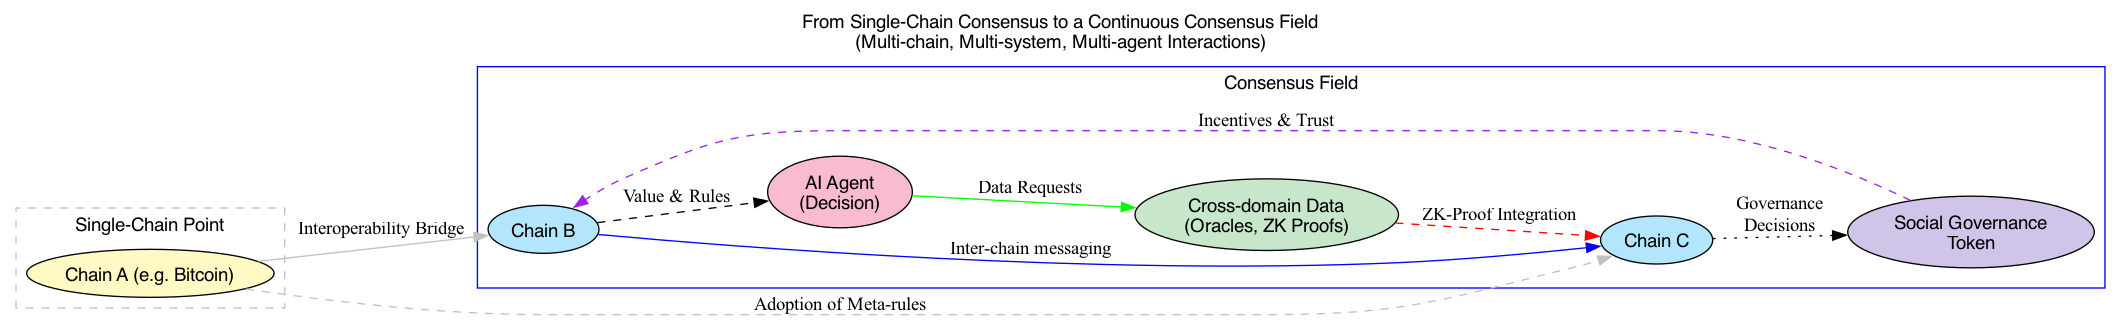 From Single-Chain Consensus to a Continuous Consensus Field
(Multi-chain, Multi-system, Multi-agent Interactions)
Consensus Field
Incentives & Trust
AI Agent
(Decision)
Value & Rules
Data Requests
Cross-domain Data
(Oracles, ZK Proofs)
ZK-Proof Integration
Governance
Decisions
Social Governance
Token
Single-Chain Point
Interoperability Bridge
Chain B
Chain C
Inter-chain messaging
Chain A (e.g. Bitcoin)
Adoption of Meta-rules